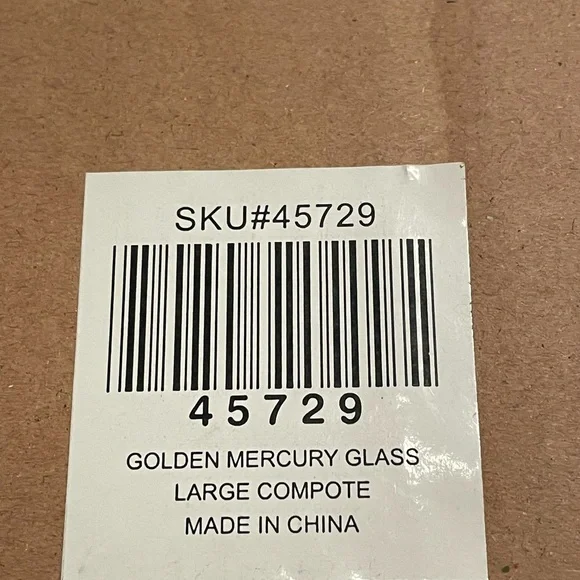 SKU#45729
45729
GOLDEN MERCURY GLASS
LARGE COMPOTE
MADE IN CHINA